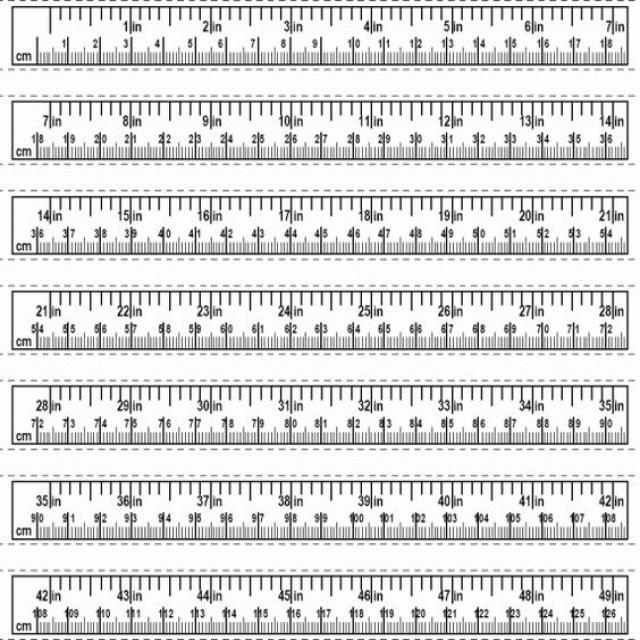 1 in 2 in 3 in 4 in 5 in 6 in 7 in
1 2 3 4 5 6 7 8 9 10 11 12 13 14 15 16 17 18
cm
7 in 8 in 9 in 10 in 11 in 12 in 13 in 14 in
18 19 20 21 22 23 24 25 26 27 28 29 30 31 32 33 34 35 36
cm
14 in 15 in 16 in 17 in 18 in 19 in 20 in 21 in
36 37 38 39 40 41 42 43 44 45 46 47 48 49 50 51 52 53 54
cm
21 in 22 in 23 in 24 in 25 in 26 in 27 in 28 in
54 55 56 57 58 59 60 61 62 63 64 65 66 67 68 69 70 71 72
cm
28 in 29 in 30 in 31 in 32 in 33 in 34 in 35 in
72 73 74 75 76 77 78 79 80 81 82 83 84 85 86 87 88 89 90
cm
35 in 36 in 37 in 38 in 39 in 40 in 41 in 42 in
90 91 92 93 94 95 96 97 98 99 100 101 102 103 104 105 106 107 108
cm
42 in 43 in 44 in 45 in 46 in 47 in 48 in 49 in
108 109 110 111 112 113 114 115 116 117 118 119 120 121 122 123 124 125 126
cm